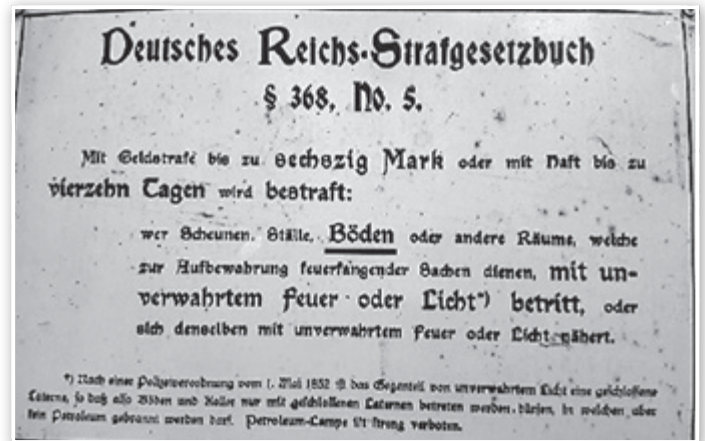 Deutsches Reichs-Strafgesetzbuch
§ 368, No. 5.
Mit Geldstrafe bis zu sechszig Mark oder mit Haft bis zu
vierzehn Tagen wird bestraft:
wer Scheunen, Ställe, Böden oder andere Räume, welche
zur Aufbewahrung feuerfangender Sachen dienen, mit un-
verwahrtem Feuer oder Licht*) betritt, oder
sich denselben mit unverwahrtem Feuer oder Licht nähert.
*) Nach einer Polizeiverordnung vom 1. Mai 1852 ist das Gegenteil von unverwahrtem Licht eine geschlossene
Laterne, so daß also Böden und Keller nur mit geschlossenen Laternen betreten werden dürfen, in welchen aber
kein Petroleum gebrannt werden darf. Petroleum-Lampe ist streng verboten.